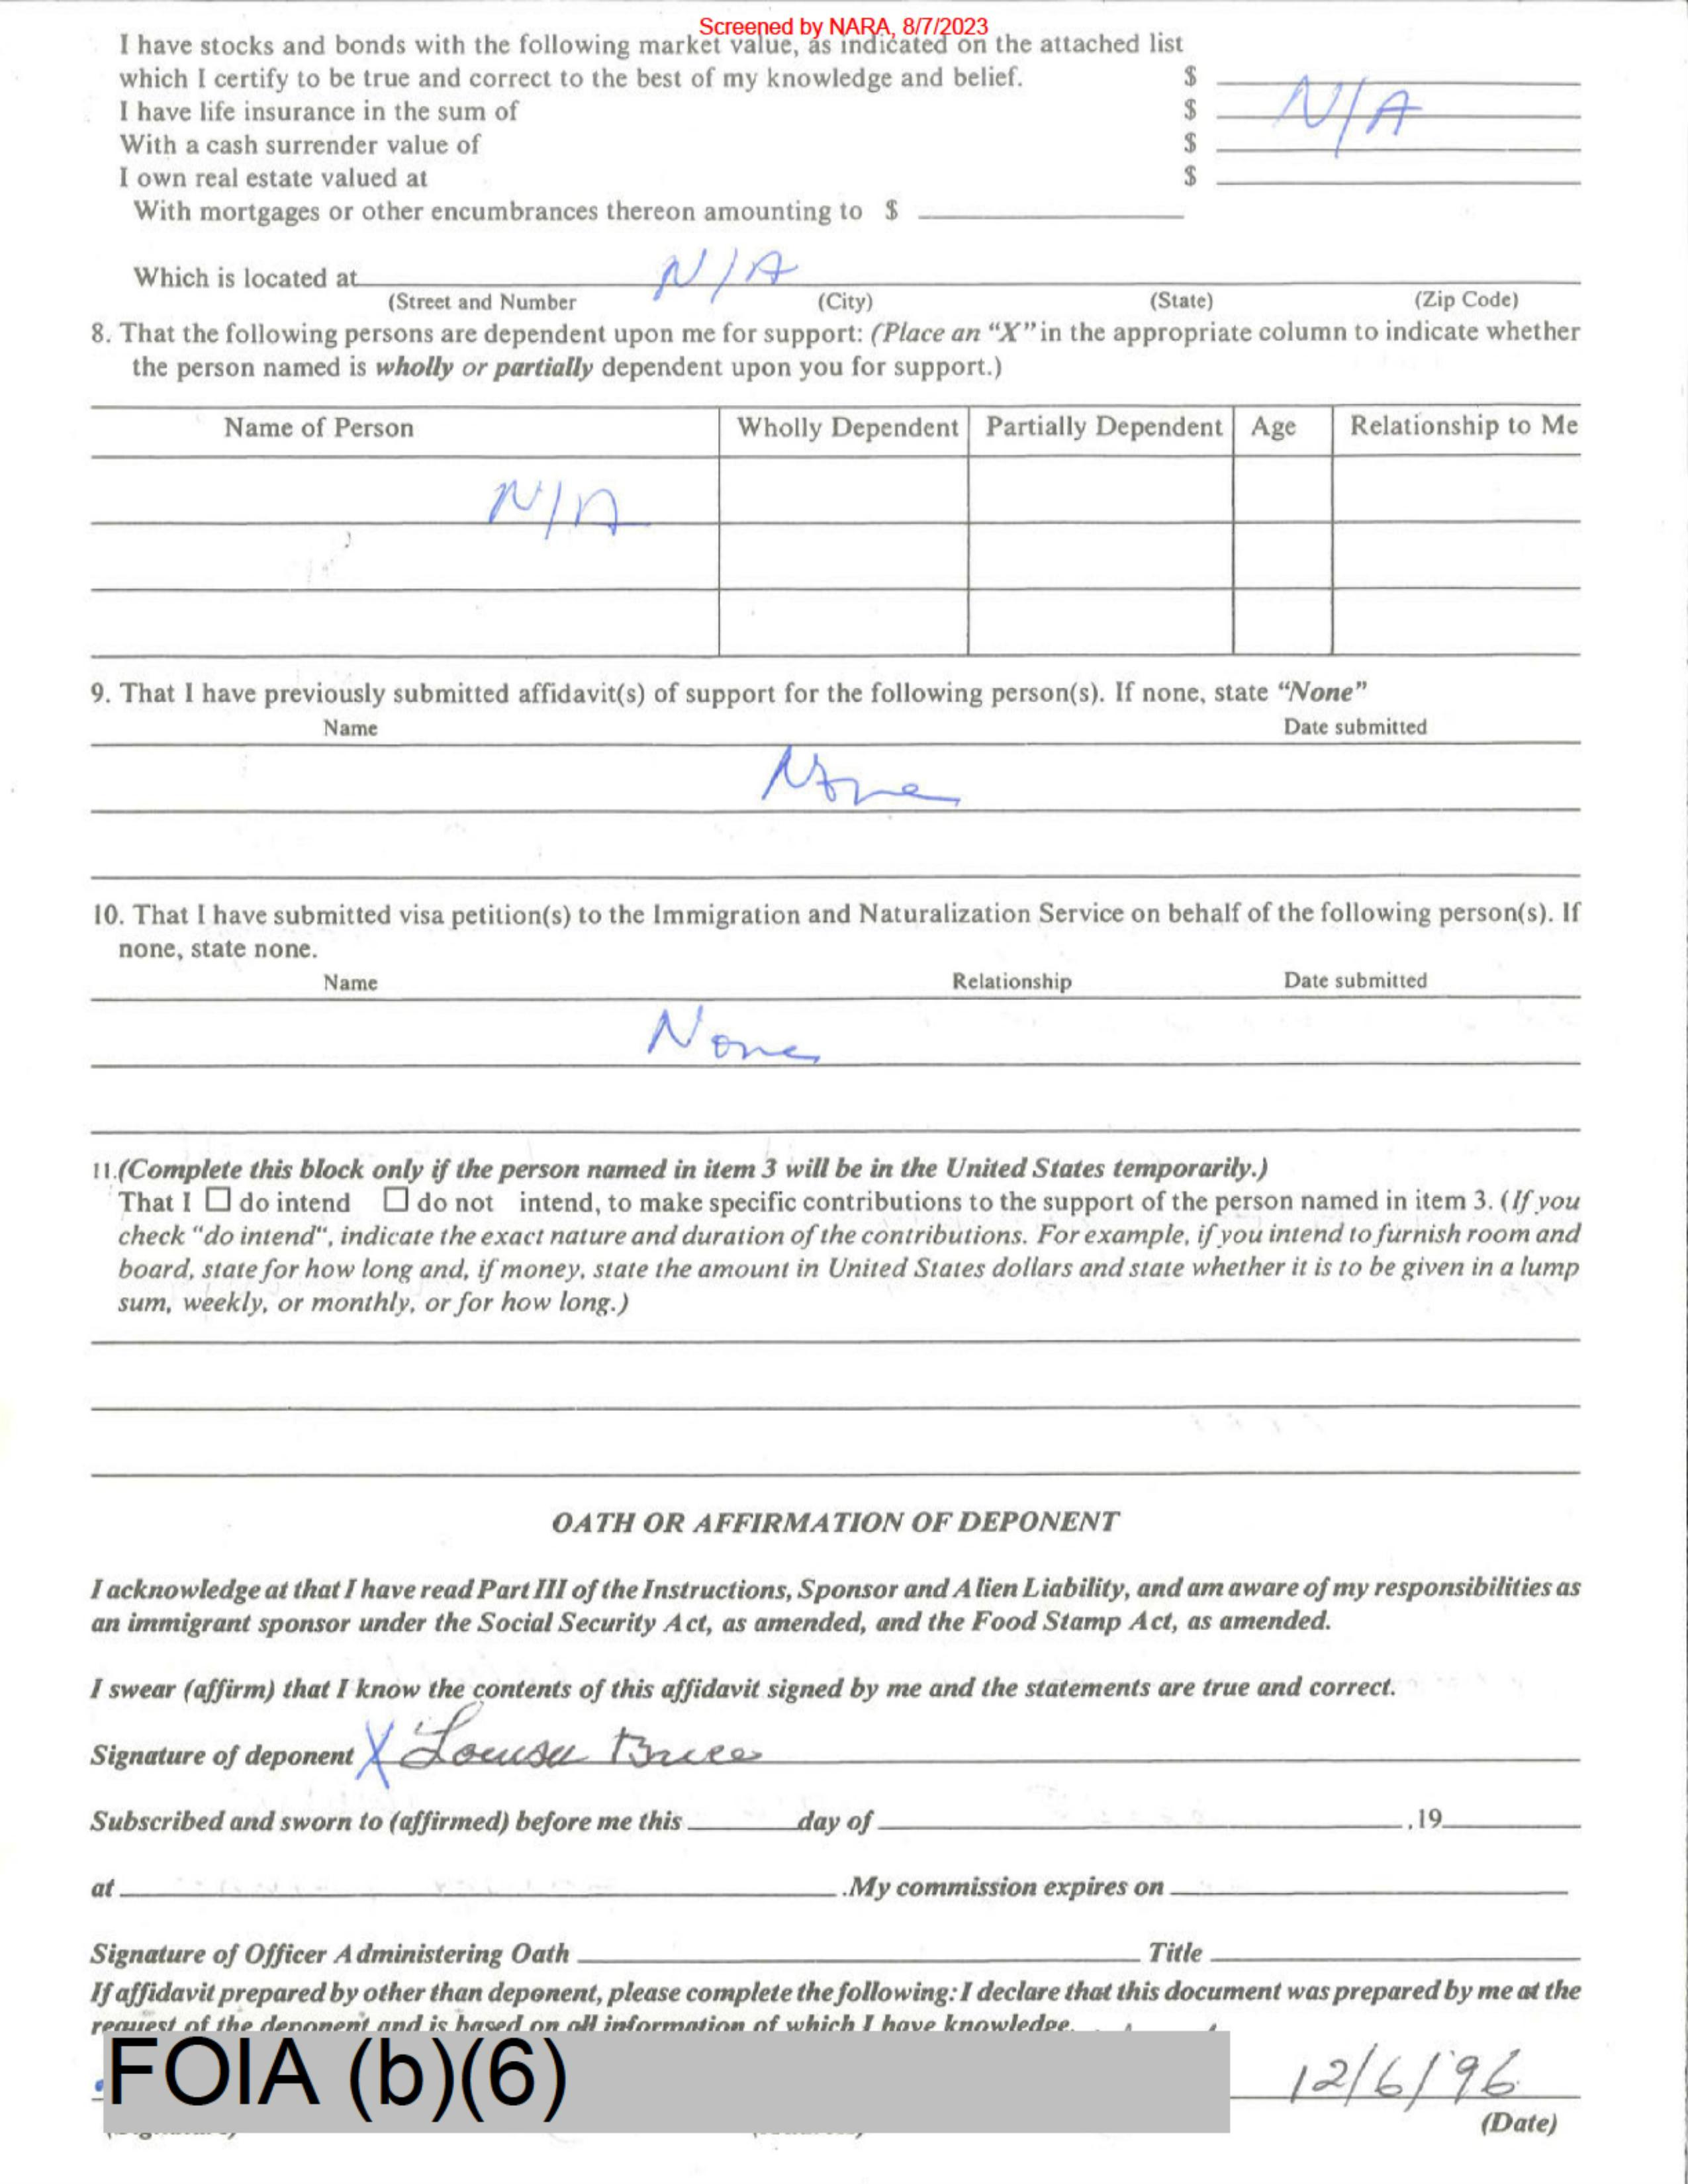 Screened by NARA, 8/7/2023
I have stocks and bonds with the following market value, as indicated on the attached list
which I certify to be true and correct to the best of my knowledge and belief. $
I have life insurance in the sum of $ N/A
With a cash surrender value of $
I own real estate valued at $
With mortgages or other encumbrances thereon amounting to $
Which is located at N/A
(Street and Number (City) (State) (Zip Code)
8. That the following persons are dependent upon me for support: (Place an “X” in the appropriate column to indicate whether
the person named is wholly or partially dependent upon you for support.)
Name of Person Wholly Dependent Partially Dependent Age Relationship to Me
N/A
9. That I have previously submitted affidavit(s) of support for the following person(s). If none, state “None”
Name Date submitted
None
10. That I have submitted visa petition(s) to the Immigration and Naturalization Service on behalf of the following person(s). If
none, state none.
Name Relationship Date submitted
None
11.(Complete this block only if the person named in item 3 will be in the United States temporarily.)
That I ☐ do intend ☐ do not intend, to make specific contributions to the support of the person named in item 3. (If you
check “do intend“, indicate the exact nature and duration of the contributions. For example, if you intend to furnish room and
board, state for how long and, if money, state the amount in United States dollars and state whether it is to be given in a lump
sum, weekly, or monthly, or for how long.)
OATH OR AFFIRMATION OF DEPONENT
I acknowledge at that I have read Part III of the Instructions, Sponsor and Alien Liability, and am aware of my responsibilities as
an immigrant sponsor under the Social Security Act, as amended, and the Food Stamp Act, as amended.
I swear (affirm) that I know the contents of this affidavit signed by me and the statements are true and correct.
Signature of deponent X Louisa
Subscribed and sworn to (affirmed) before me this day of ,19
at .My commission expires on
Signature of Officer Administering Oath Title
If affidavit prepared by other than deponent, please complete the following: I declare that this document was prepared by me at the
request of the deponent and is based on all information of which I have knowledge.
FOIA (b)(6) 12/6/96
(Date)